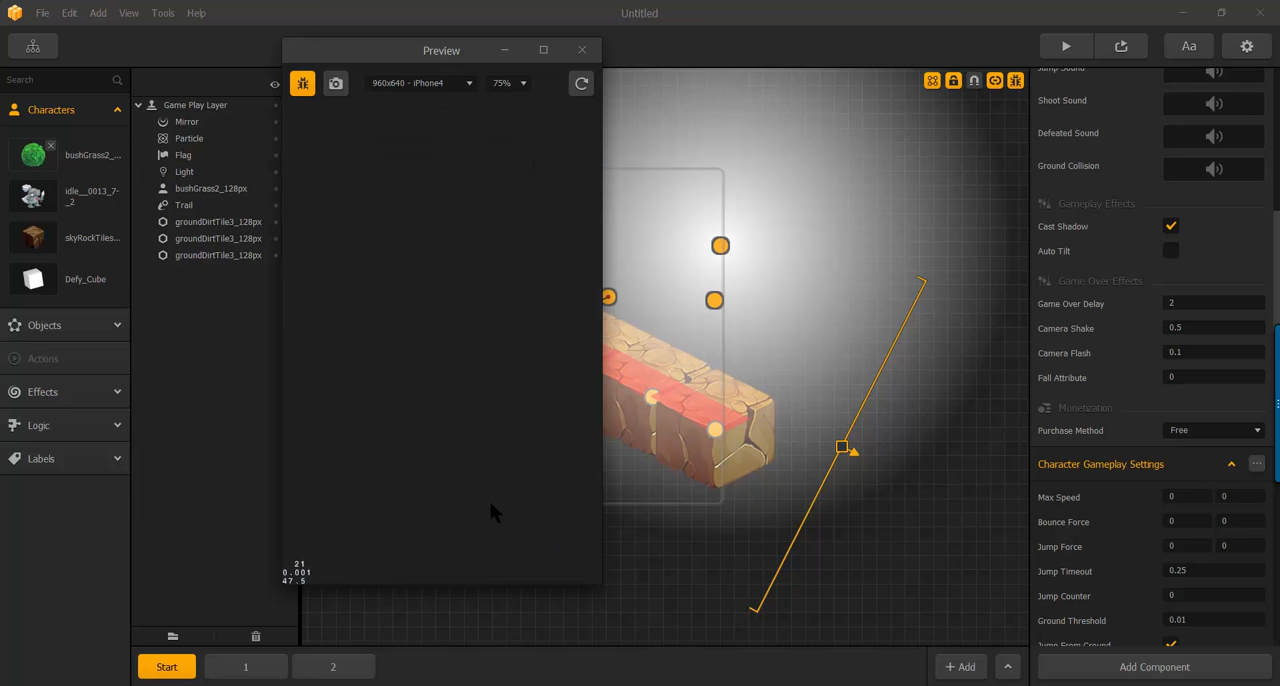 File Edit Add View Tools Help
Untitled
Aa
Preview
960x640 - iPhone4
75%
Search
Characters
bushGrass2_...
idle__0013_7-
_2
skyRockTiles...
Defy_Cube
Objects
Actions
Effects
Logic
Labels
Game Play Layer
Mirror
Particle
Flag
Light
bushGrass2_128px
Trail
groundDirtTile3_128px
groundDirtTile3_128px
groundDirtTile3_128px
21
0.001
47.5
Jump Sound
Shoot Sound
Defeated Sound
Ground Collision
Gameplay Effects
Cast Shadow
Auto Tilt
Game Over Effects
Game Over Delay 2
Camera Shake 0.5
Camera Flash 0.1
Fall Attribute 0
Monetization
Purchase Method Free
Character Gameplay Settings
Max Speed 0 0
Bounce Force 0 0
Jump Force 0 0
Jump Timeout 0.25
Jump Counter 0
Ground Threshold 0.01
Jump From Ground
Start 1 2
+ Add
Add Component